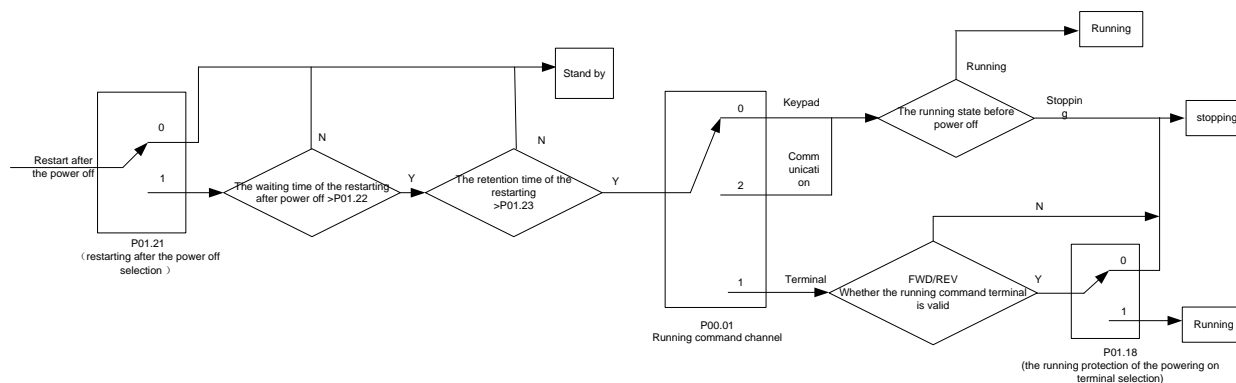 Running
Running
Stand by
0
0
Keypad
The running state before
power off
Stoppin
g
stopping
Restart after
the power off
N
N
1
The waiting time of the restarting
after power off >P01.22
Y
The retention time of the
restarting
>P01.23
Y
Comm
unicati
on
2
P01.21
（restarting after the power off
selection ）
N
1
Terminal
FWD/REV
Whether the running command terminal
is valid
Y
0
1
Running
P00.01
Running command channel
P01.18
(the running protection of the powering on
terminal selection)